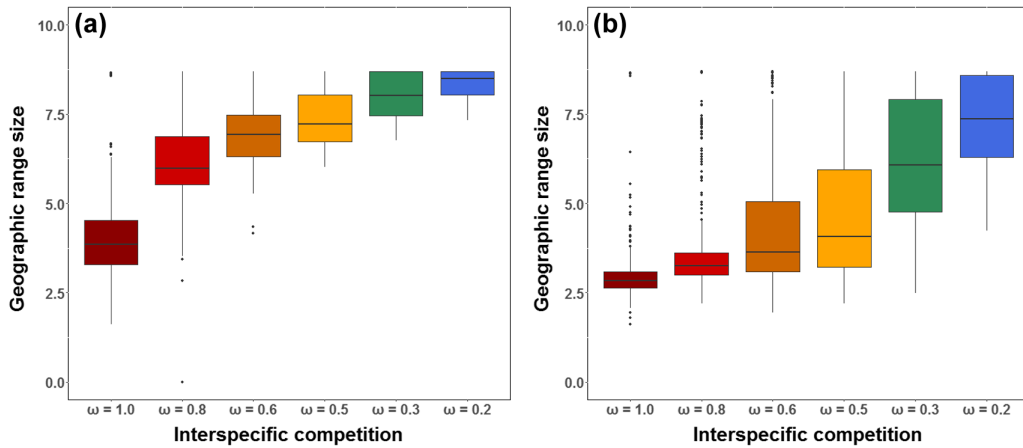 (a)
Geographic range size
10.0
7.5
5.0
2.5
0.0
ω = 1.0 ω = 0.8 ω = 0.6 ω = 0.5 ω = 0.3 ω = 0.2
Interspecific competition
(b)
Geographic range size
10.0
7.5
5.0
2.5
0.0
ω = 1.0 ω = 0.8 ω = 0.6 ω = 0.5 ω = 0.3 ω = 0.2
Interspecific competition